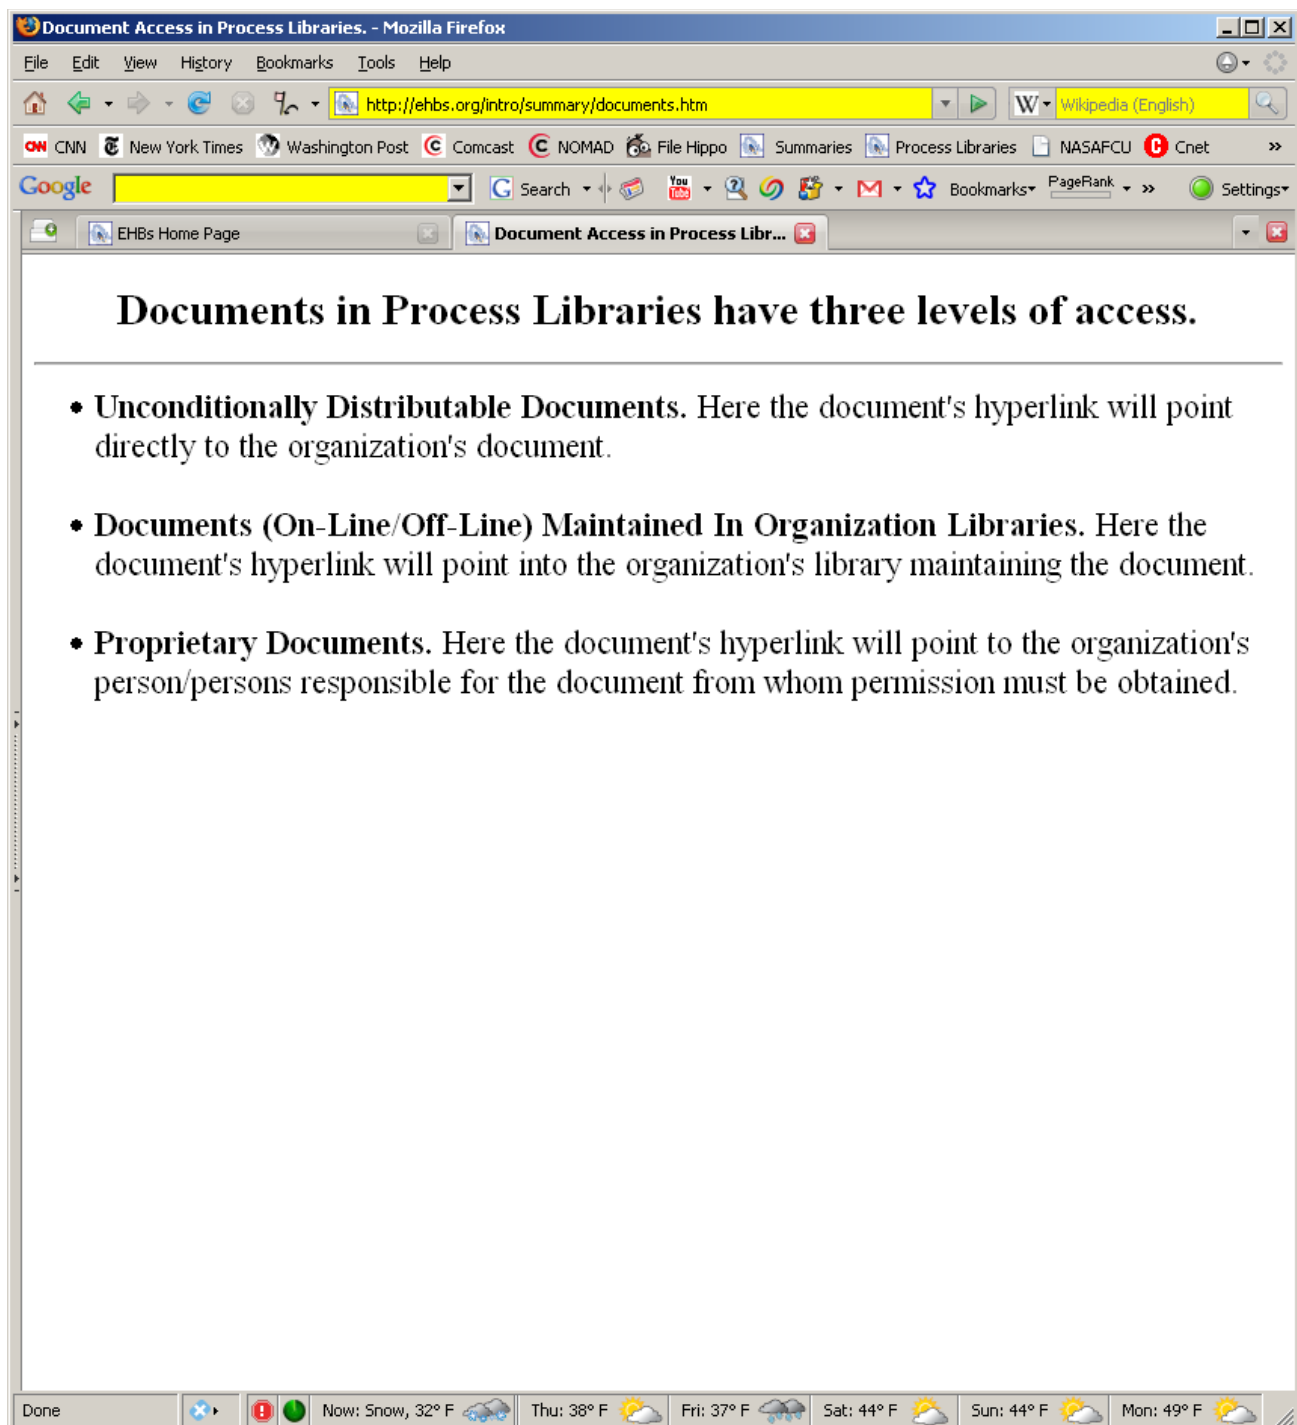 Document Access in Process Libraries. - Mozilla Firefox
File Edit View History Bookmarks Tools Help
http://ehbs.org/intro/summary/documents.htm W Wikipedia (English)
CNN CNN New York Times Washington Post C Comcast C NOMAD File Hippo Summaries Process Libraries NASAFCU C Cnet »
Google G Search You Tube M Bookmarks PageRank » Settings
EHBs Home Page Document Access in Process Libr...
Documents in Process Libraries have three levels of access.
• Unconditionally Distributable Documents. Here the document's hyperlink will point
directly to the organization's document.
• Documents (On-Line/Off-Line) Maintained In Organization Libraries. Here the
document's hyperlink will point into the organization's library maintaining the document.
• Proprietary Documents. Here the document's hyperlink will point to the organization's
person/persons responsible for the document from whom permission must be obtained.
Done Now: Snow, 32° F Thu: 38° F Fri: 37° F Sat: 44° F Sun: 44° F Mon: 49° F